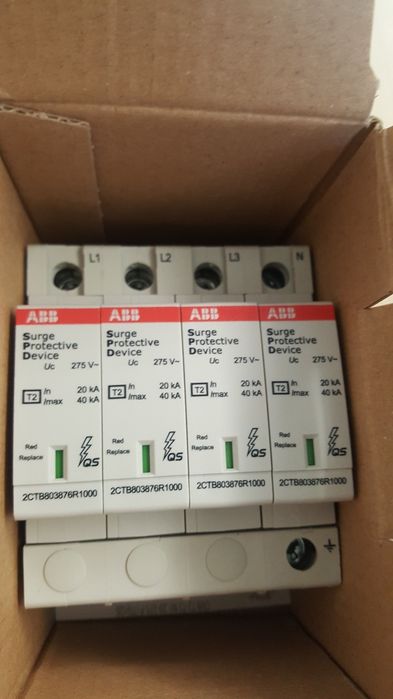 L1 L2 L3 N
ABB ABB ABB ABB
Surge Surge Surge Surge
Protective Protective Protective Protective
Device Device Device Device
Uc 275 V~ Uc 275 V~ Uc 275 V~ Uc 275 V~
T2 In 20 kA T2 In 20 kA T2 In 20 kA T2 In 20 kA
Imax 40 kA Imax 40 kA Imax 40 kA Imax 40 kA
Red Red Red Red
Replace Replace Replace Replace
QS QS QS QS
2CTB803876R1000 2CTB803876R1000 2CTB803876R1000 2CTB803876R1000